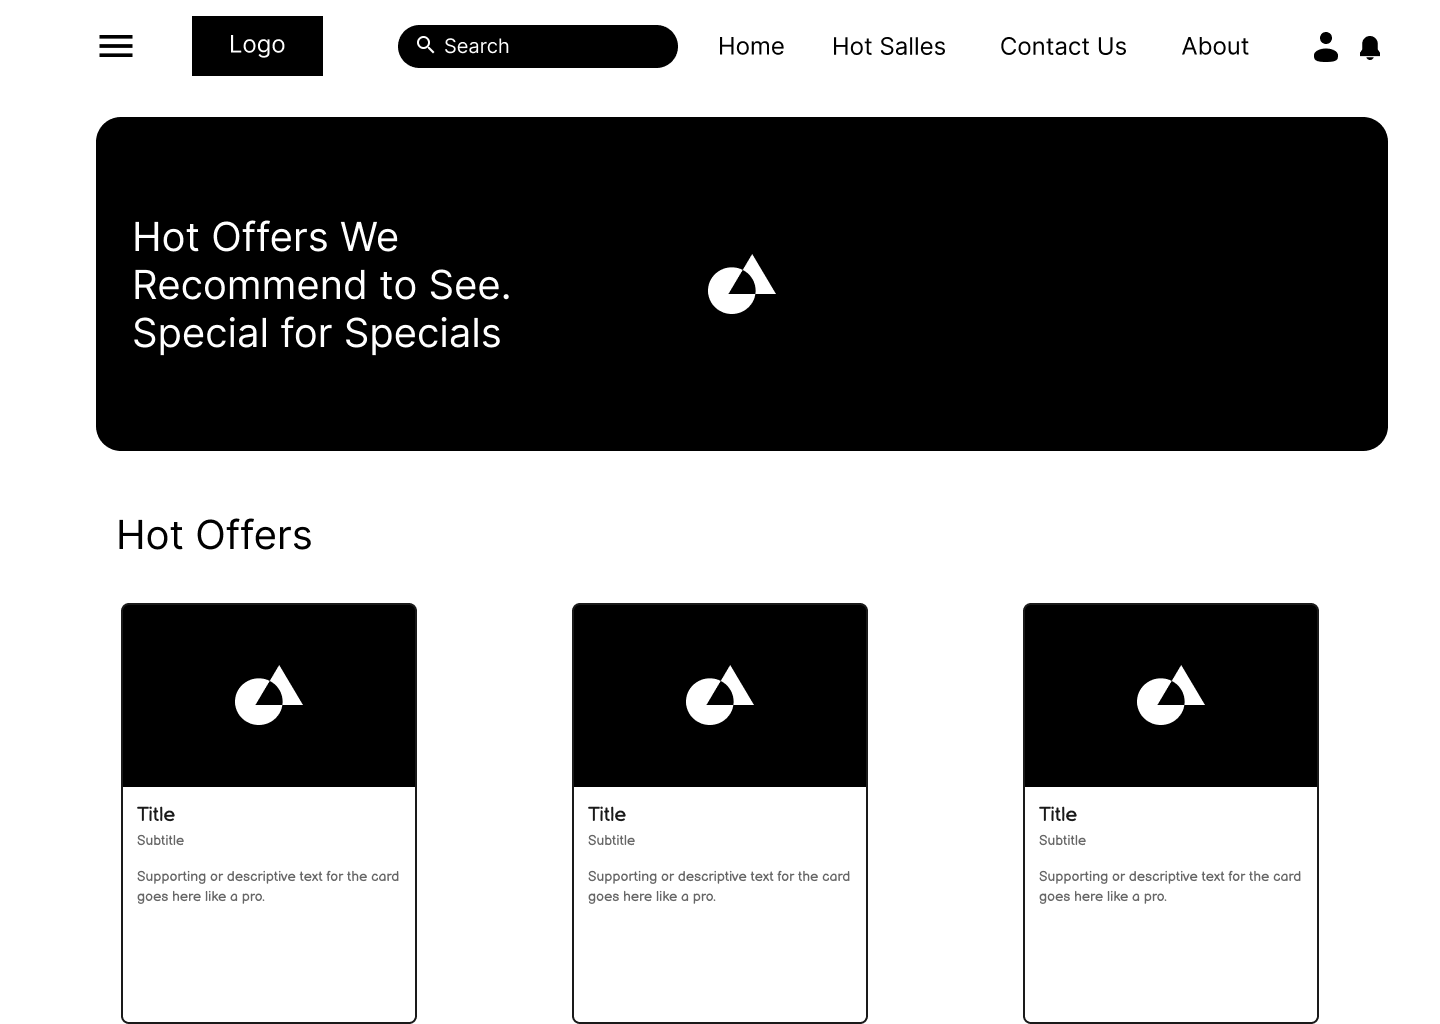 Logo
Search
Home
Hot Salles
Contact Us
About
Hot Offers We
Recommend to See.
Special for Specials
Hot Offers
Title
Subtitle
Supporting or descriptive text for the card
goes here like a pro.
Title
Subtitle
Supporting or descriptive text for the card
goes here like a pro.
Title
Subtitle
Supporting or descriptive text for the card
goes here like a pro.